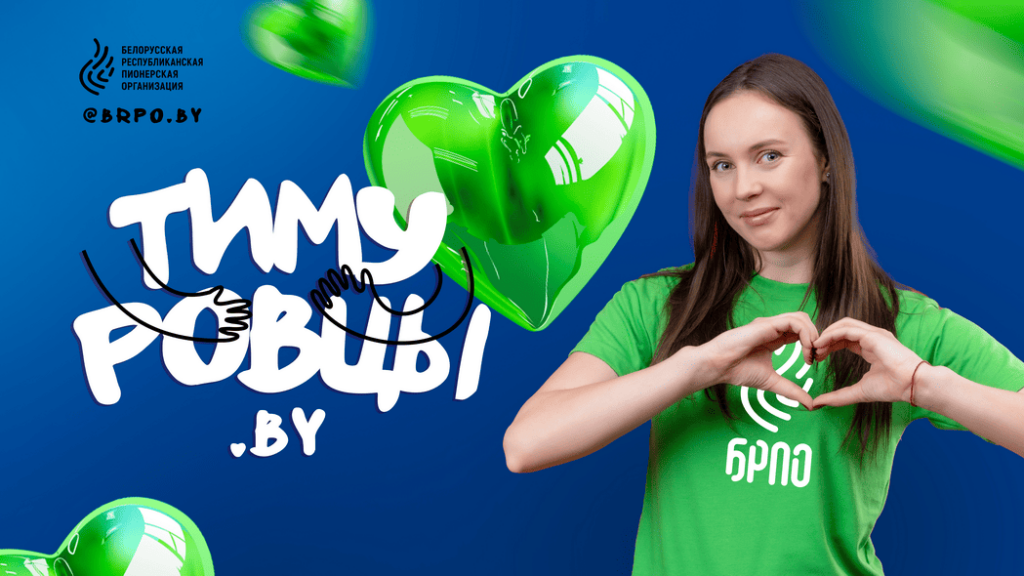 БЕЛОРУССКАЯ
РЕСПУБЛИКАНСКАЯ
ПИОНЕРСКАЯ
ОРГАНИЗАЦИЯ
@BRPO.BY
ТИМУ
РОВЦЫ
.BY
БРПО